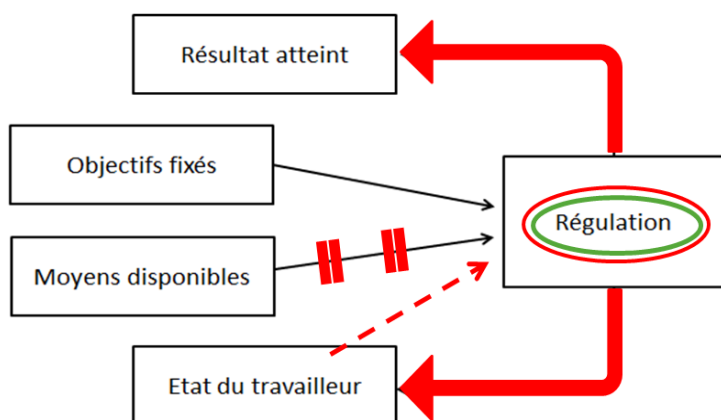 Résultat atteint
Objectifs fixés
Régulation
Moyens disponibles
Etat du travailleur